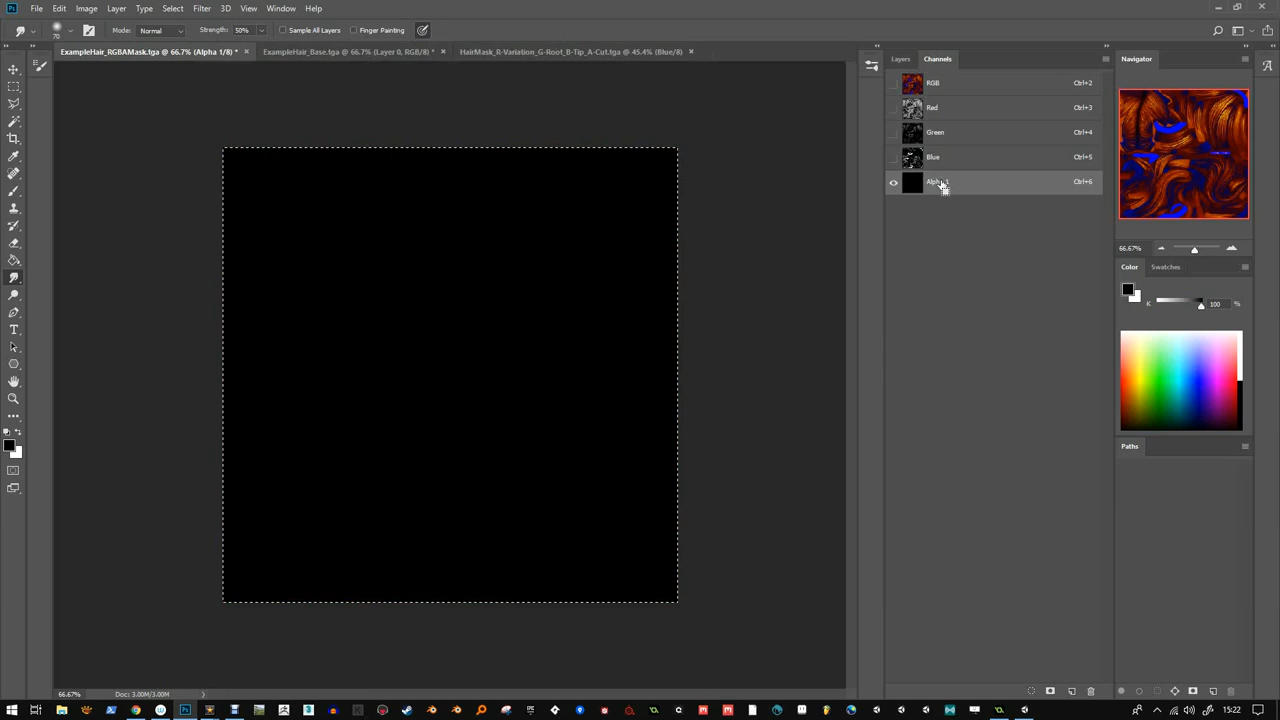 Ps File Edit Image Layer Type Select Filter 3D View Window Help
70 Mode: Normal Strength: 50% Sample All Layers Finger Painting
ExampleHair_RGBAMask.tga @ 66.7% (Alpha 1/8) * × ExampleHair_Base.tga @ 66.7% (Layer 0, RGB/8) * × HairMask_R-Variation_G-Root_B-Tip_A-Cut.tga @ 45.4% (Blue/8) ×
Layers Channels
RGB Ctrl+2
Red Ctrl+3
Green Ctrl+4
Blue Ctrl+5
Alpha 1 Ctrl+6
Navigator
66.67%
Color Swatches
K 100 %
Paths
66.67% Doc: 3.00M/3.00M
15:22